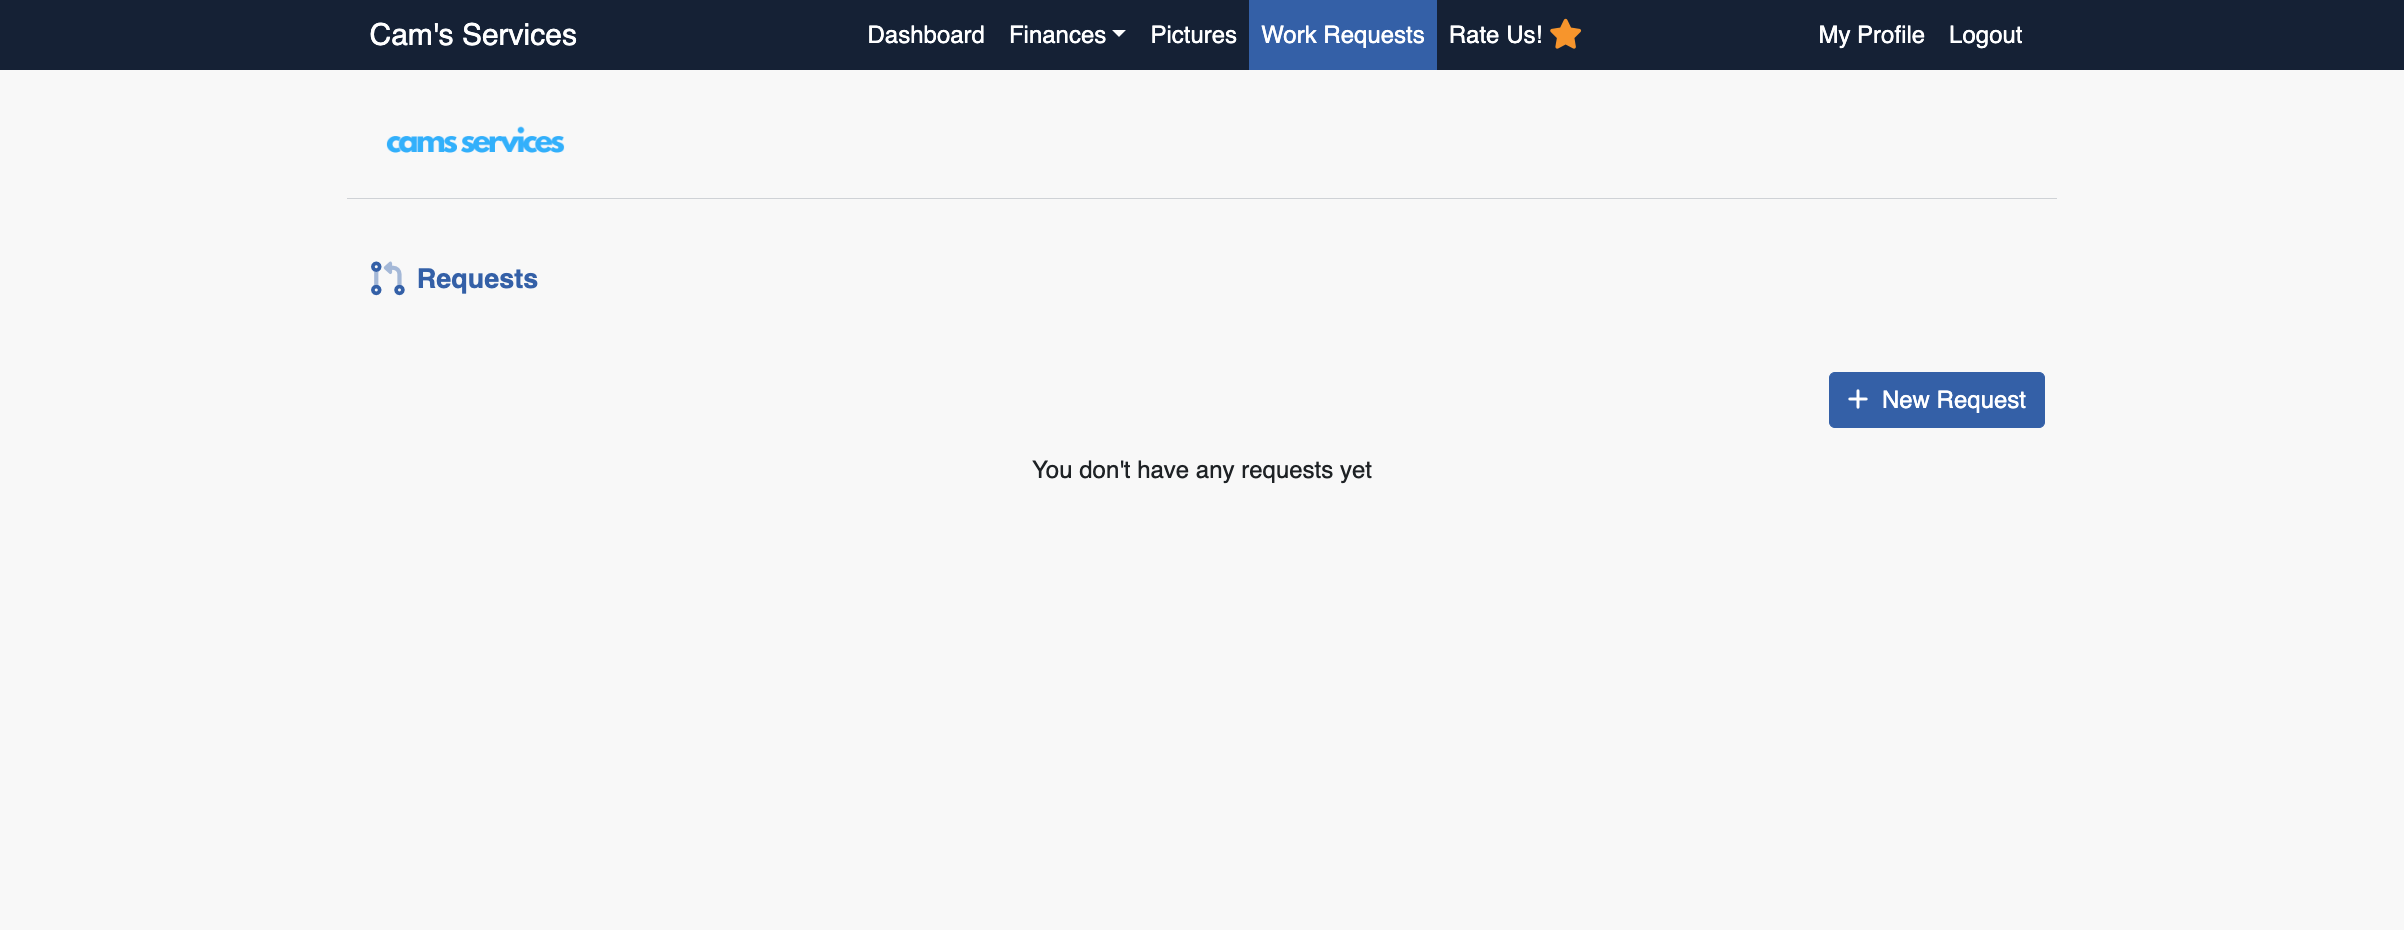 Cam's Services Dashboard Finances Pictures Work Requests Rate Us! My Profile Logout
cams services
Requests
New Request
You don't have any requests yet